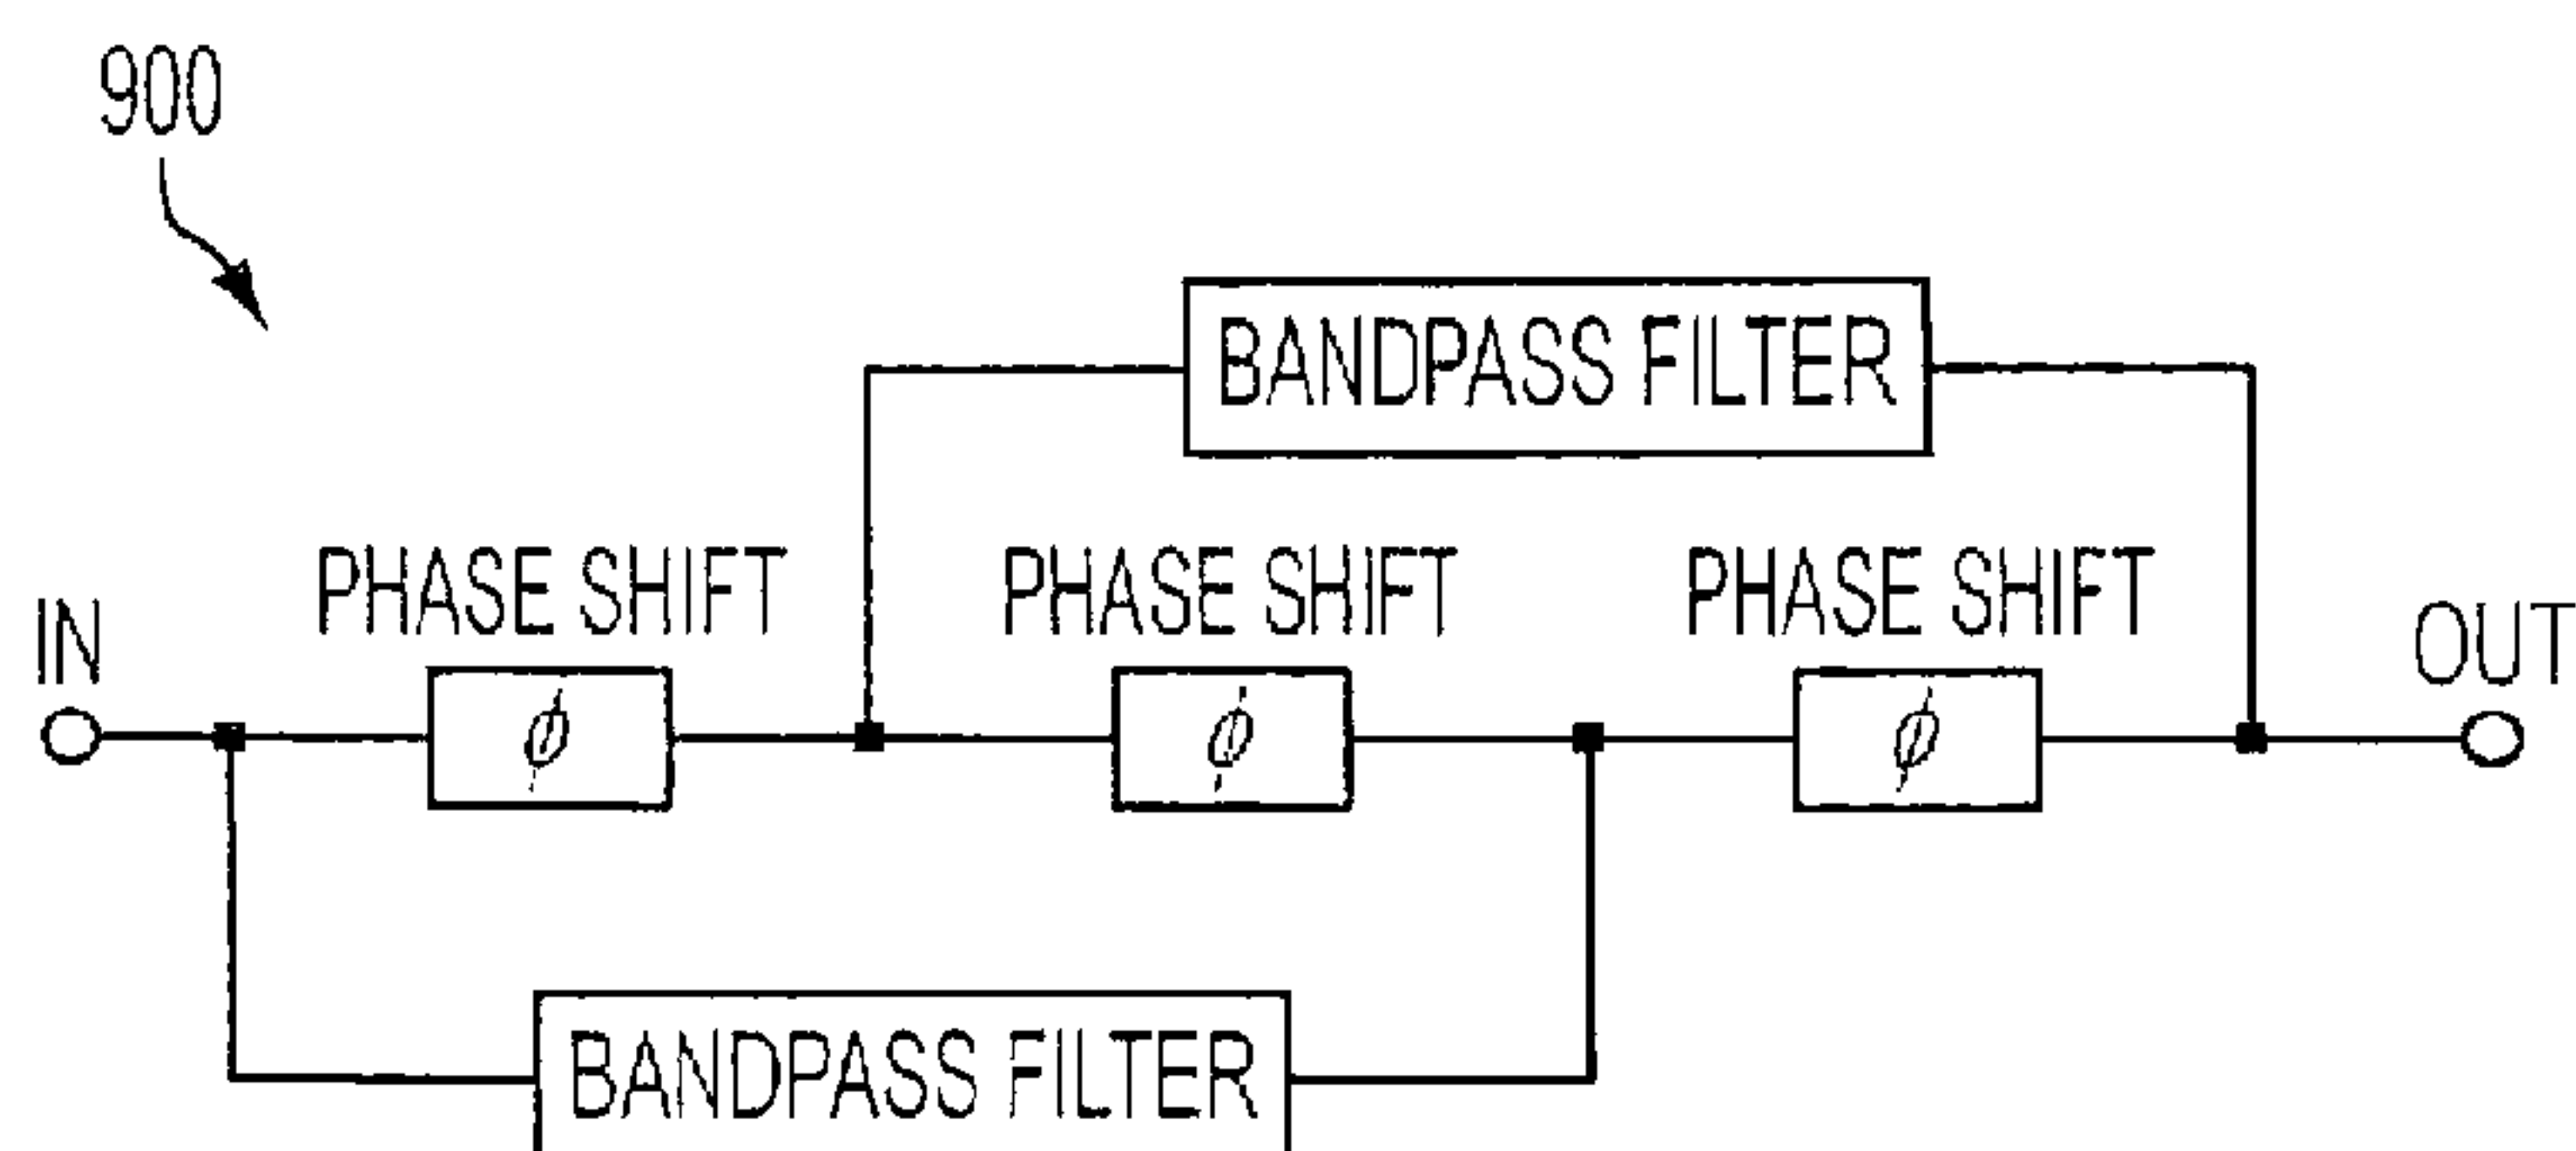 900
BANDPASS FILTER
PHASE SHIFT PHASE SHIFT PHASE SHIFT
IN OUT
ϕ ϕ ϕ
BANDPASS FILTER